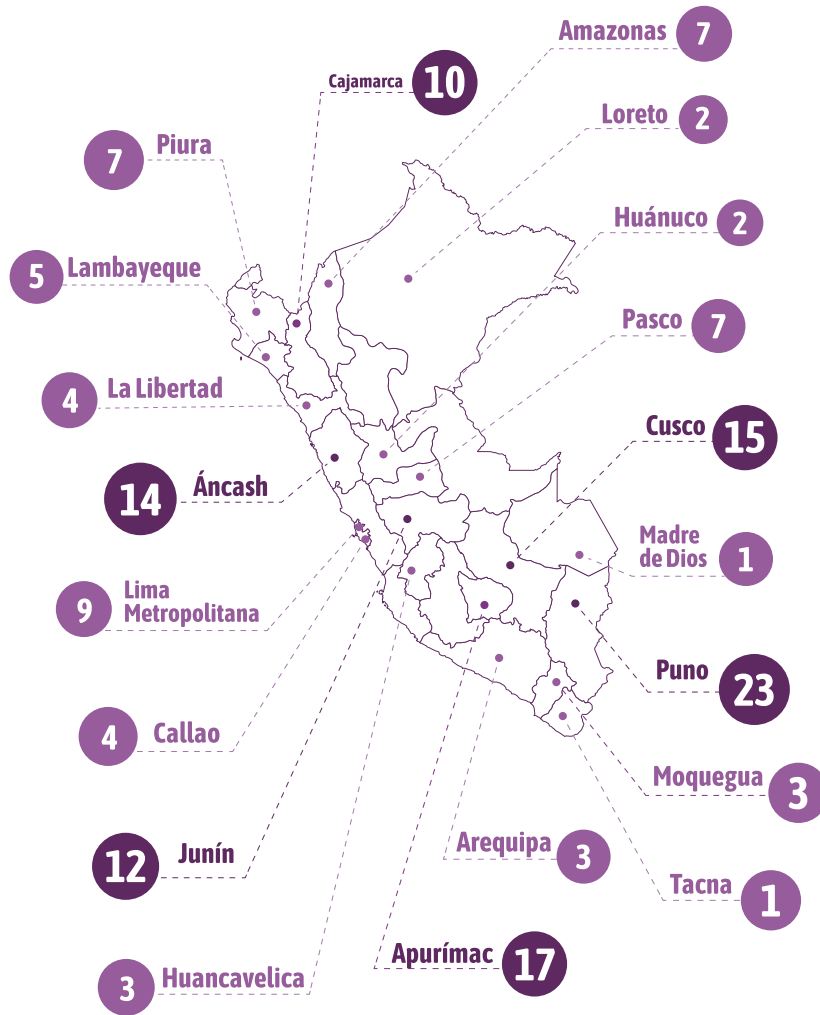 Amazonas 7
Cajamarca 10
Loreto 2
Piura 7
Huánuco 2
Lambayeque 5
Pasco 7
La Libertad 4
Cusco 15
Áncash 14
Madre
de Dios 1
Lima
Metropolitana 9
Puno 23
Callao 4
Moquegua 3
Junín 12
Arequipa 3
Tacna 1
Apurímac 17
Huancavelica 3